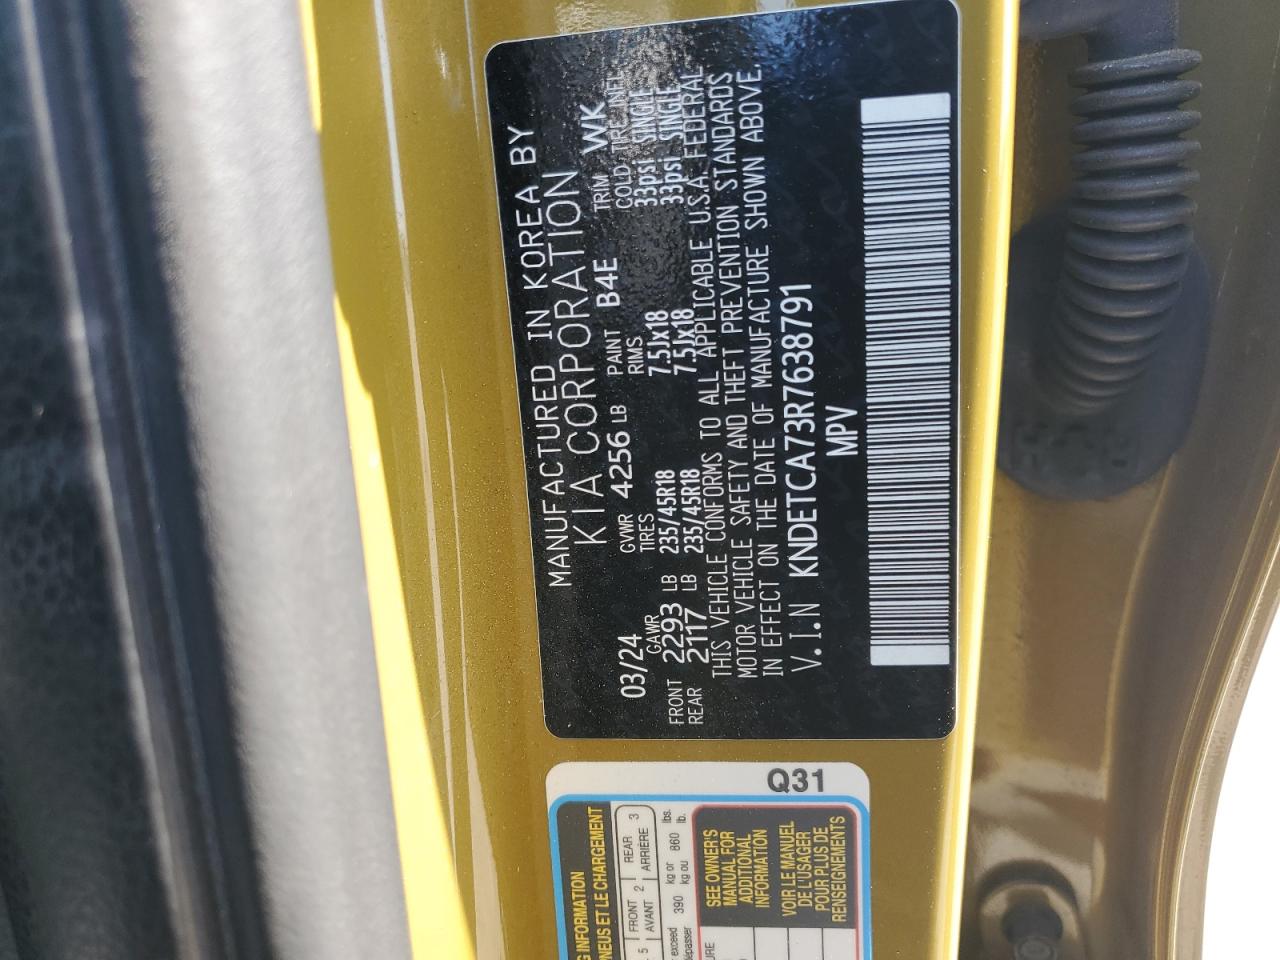 MANUFACTURED IN KOREA BY
KIA CORPORATION
03/24 GVWR 4256 LB PAINT B4E TRIM WK
GAWR TIRES RIMS COLD TIRE INFL
FRONT 2293 LB 235/45R18 7.5Jx18 33psi SINGLE
REAR 2117 LB 235/45R18 7.5Jx18 33psi SINGLE
THIS VEHICLE CONFORMS TO ALL APPLICABLE U.S.A. FEDERAL
MOTOR VEHICLE SAFETY AND THEFT PREVENTION STANDARDS
IN EFFECT ON THE DATE OF MANUFACTURE SHOWN ABOVE.
V.I.N KNDETCA73R7638791
MPV
Q31
INFORMATION
PNEUS ET LE CHARGEMENT
5 FRONT 2 REAR 3
AVANT ARRIÈRE
exceed 390 kg or 860 lbs.
kg ou lb.
SEE OWNER'S
MANUAL FOR
ADDITIONAL
INFORMATION
VOIR LE MANUEL
DE L'USAGER
POUR PLUS DE
RENSEIGNEMENTS